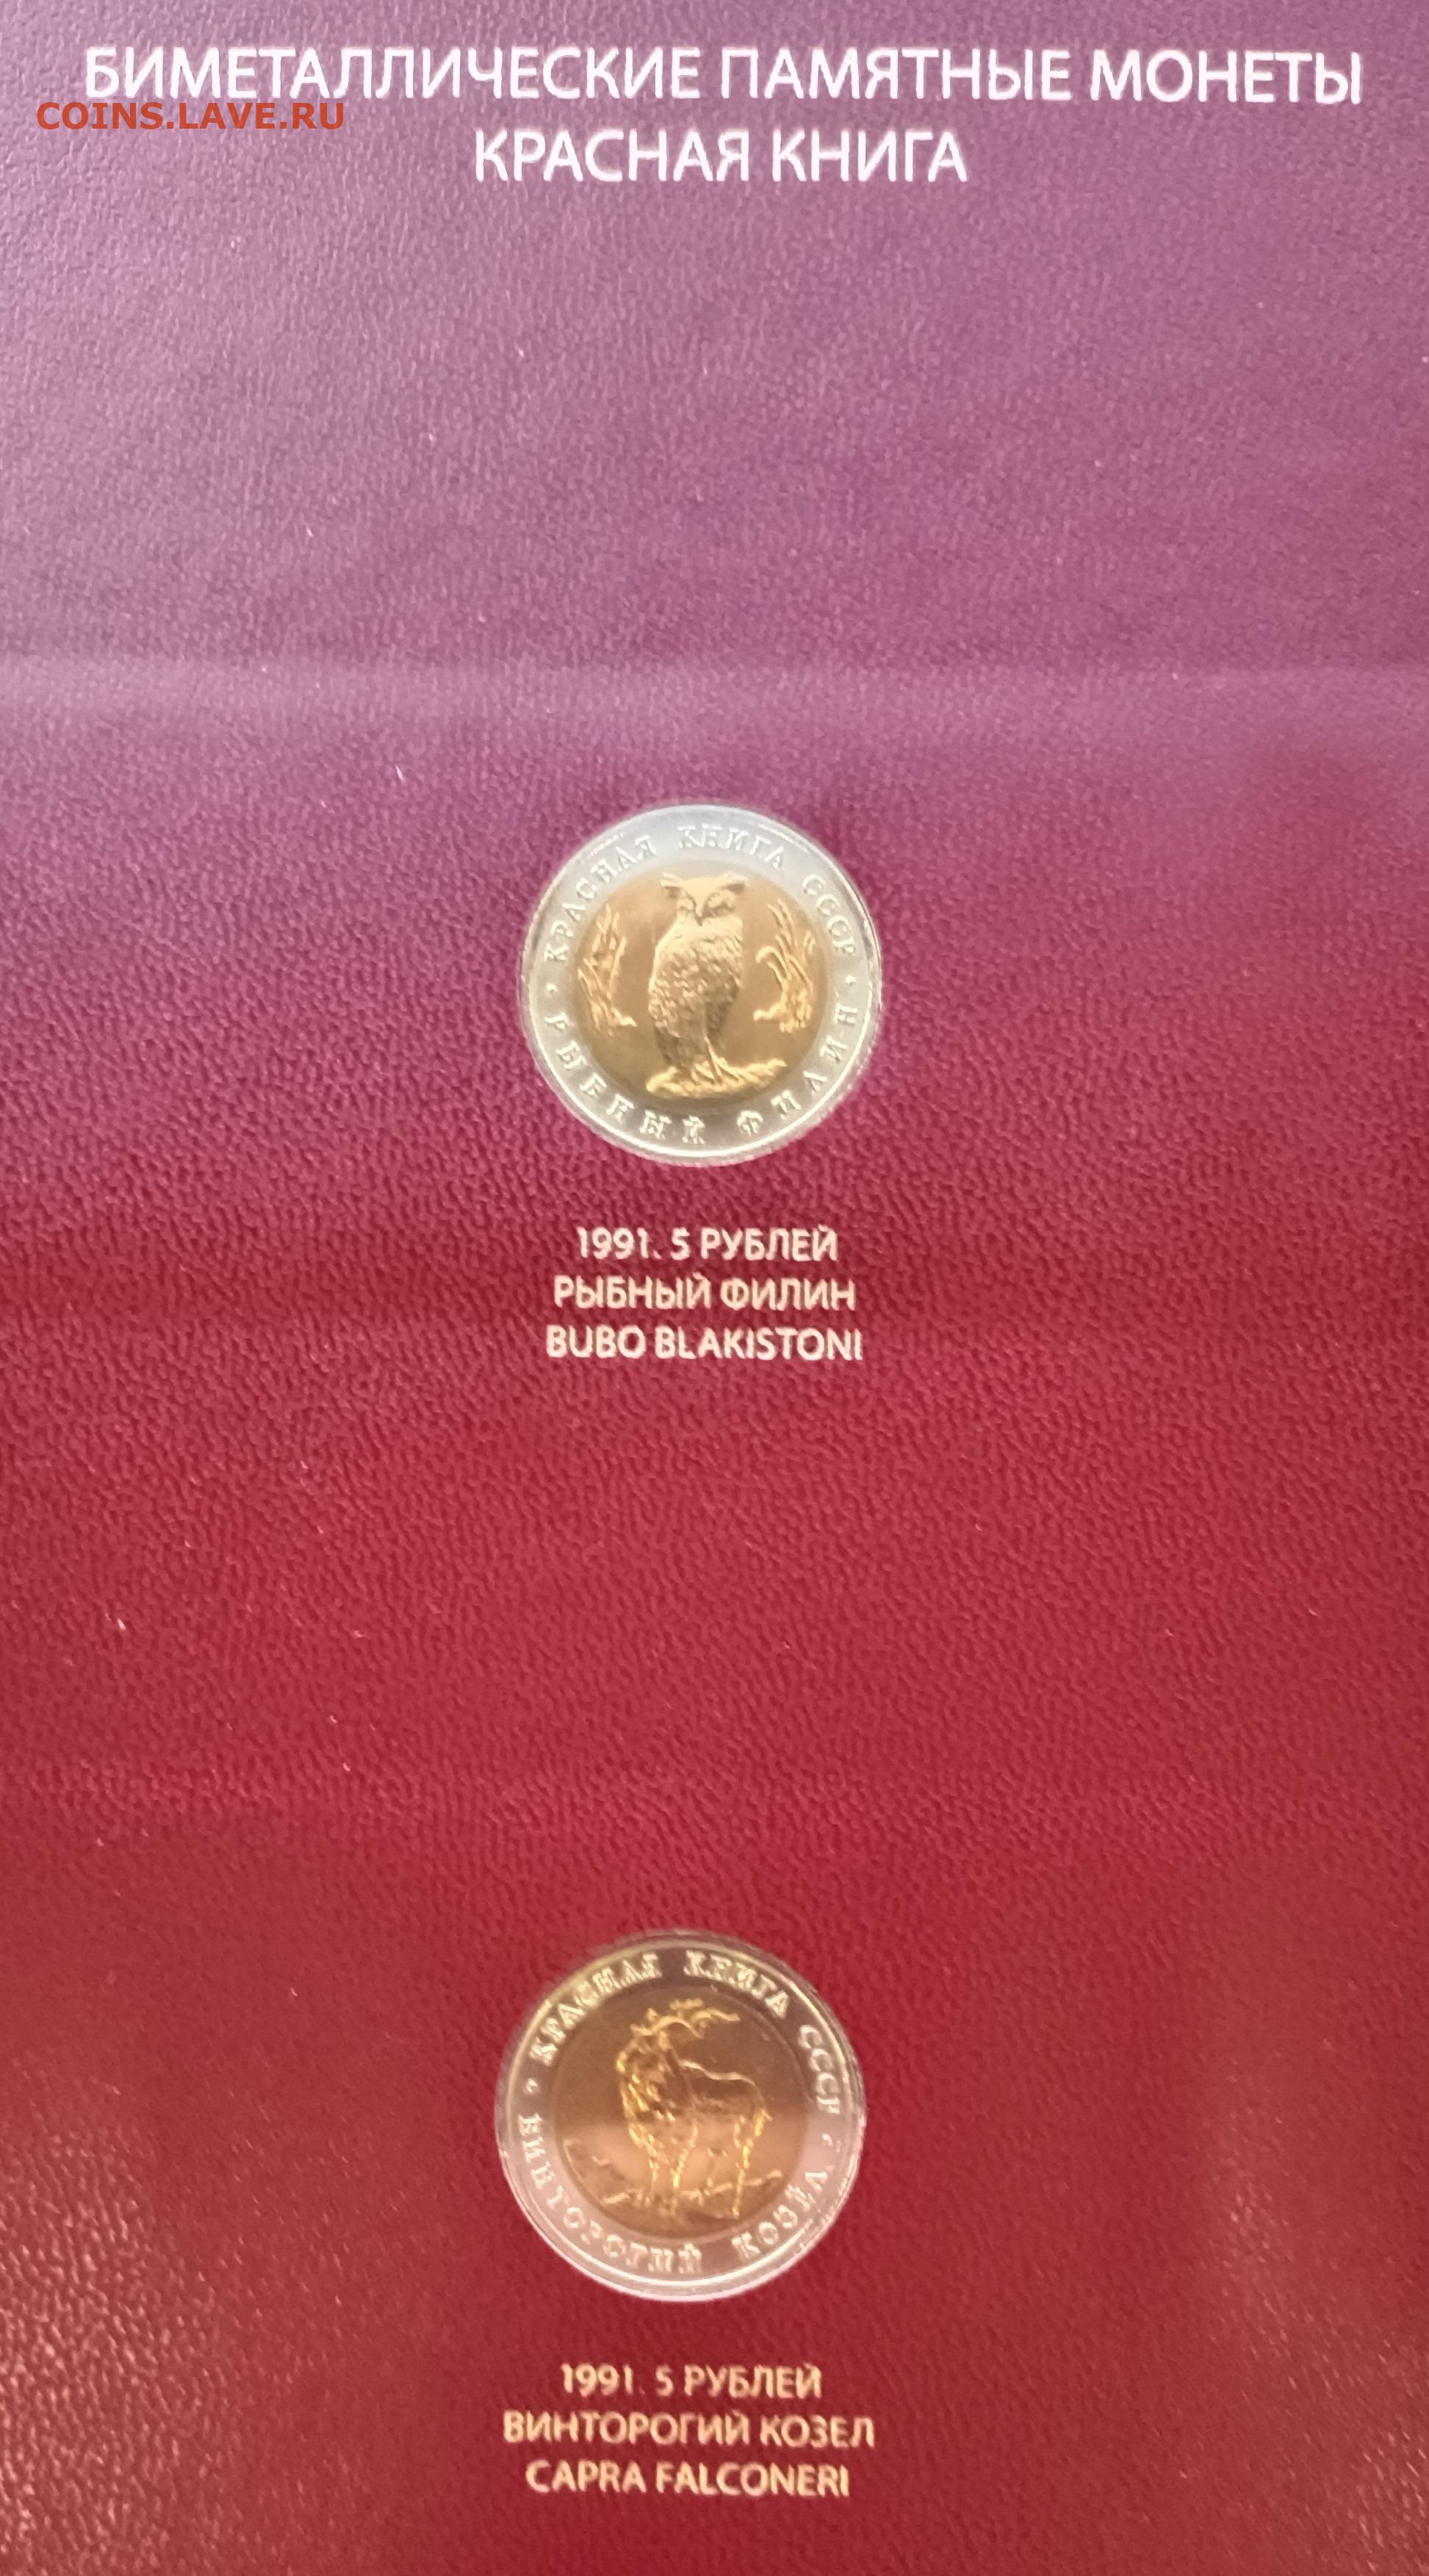 БИМЕТАЛЛИЧЕСКИЕ ПАМЯТНЫЕ МОНЕТЫ
COINS.LAVE.RU
КРАСНАЯ КНИГА
КРАСНАЯ КНИГА СССР
РЫБНЫЙ ФИЛИН
1991. 5 РУБЛЕЙ
РЫБНЫЙ ФИЛИН
BUBO BLAKISTONI
КРАСНАЯ КНИГА СССР
ВИНТОРОГИЙ КОЗЁЛ
1991. 5 РУБЛЕЙ
ВИНТОРОГИЙ КОЗЕЛ
CAPRA FALCONERI